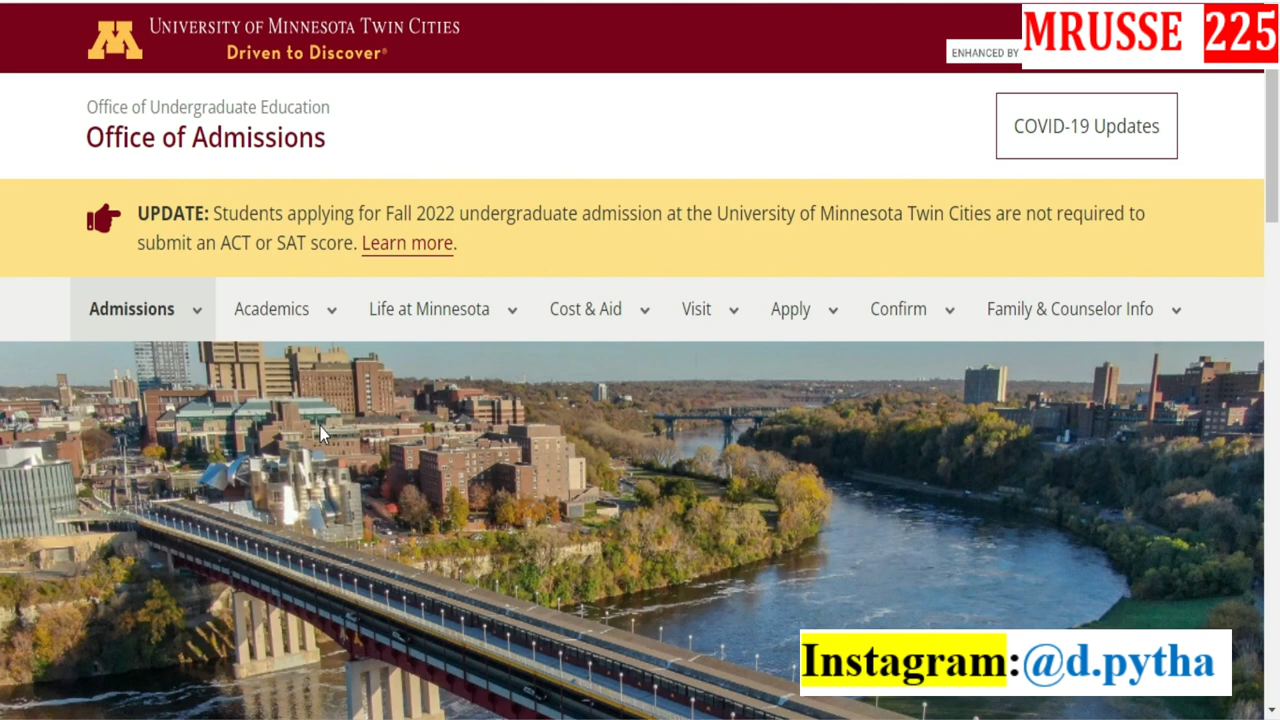 M
UNIVERSITY OF MINNESOTA TWIN CITIES
Driven to Discover®
ENHANCED BY
MRUSSE 225
Office of Undergraduate Education
Office of Admissions
COVID-19 Updates
UPDATE: Students applying for Fall 2022 undergraduate admission at the University of Minnesota Twin Cities are not required to
submit an ACT or SAT score. Learn more.
Admissions Academics Life at Minnesota Cost & Aid Visit Apply Confirm Family & Counselor Info
Instagram:@d.pytha